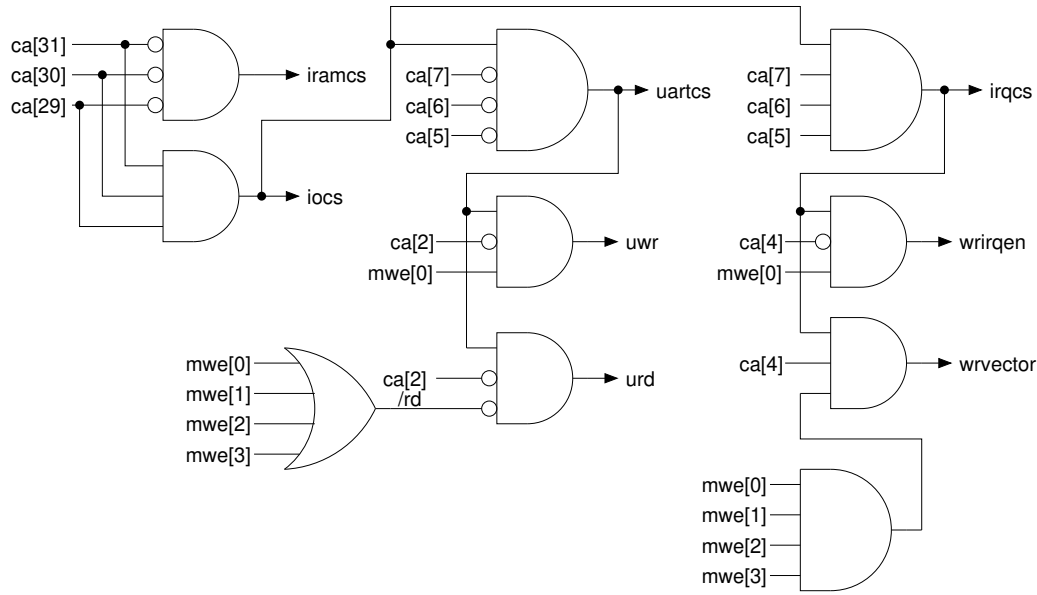 ca[31]
ca[30]
ca[29]
iramcs
iocs
ca[7]
ca[6]
ca[5]
uartcs
ca[7]
ca[6]
ca[5]
irqcs
ca[2]
mwe[0]
uwr
ca[4]
mwe[0]
wrirqen
mwe[0]
mwe[1]
mwe[2]
mwe[3]
ca[2]
/rd
urd
ca[4]
wrvector
mwe[0]
mwe[1]
mwe[2]
mwe[3]